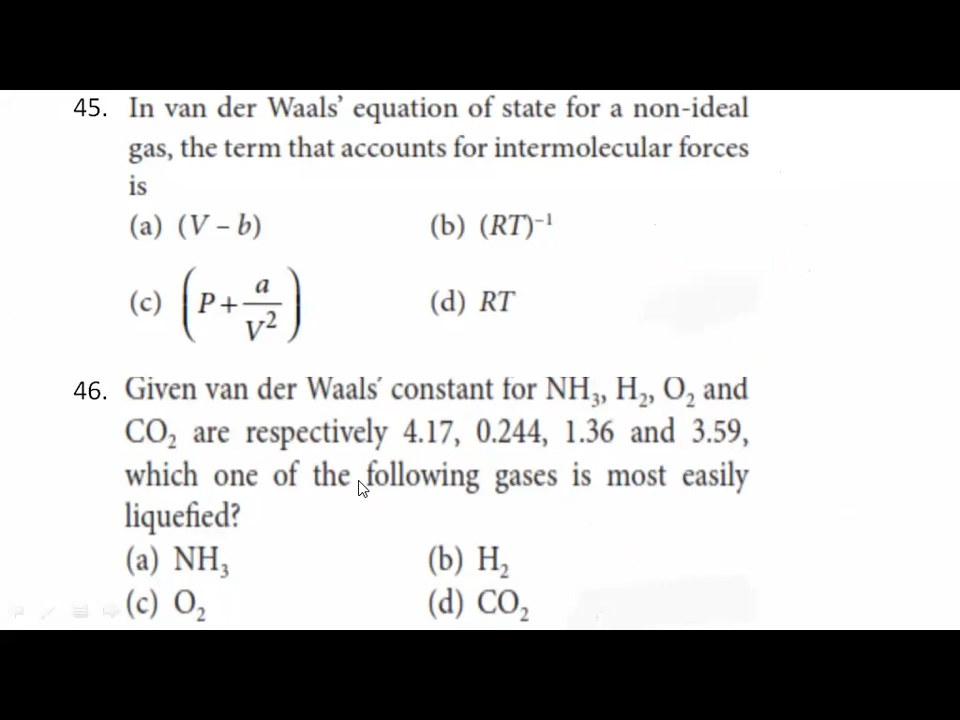 45. In van der Waals' equation of state for a non-ideal
gas, the term that accounts for intermolecular forces
is
(a) (V – b) (b) (RT)⁻¹
(c) (P + a/V²) (d) RT
46. Given van der Waals' constant for NH₃, H₂, O₂ and
CO₂ are respectively 4.17, 0.244, 1.36 and 3.59,
which one of the following gases is most easily
liquefied?
(a) NH₃ (b) H₂
(c) O₂ (d) CO₂